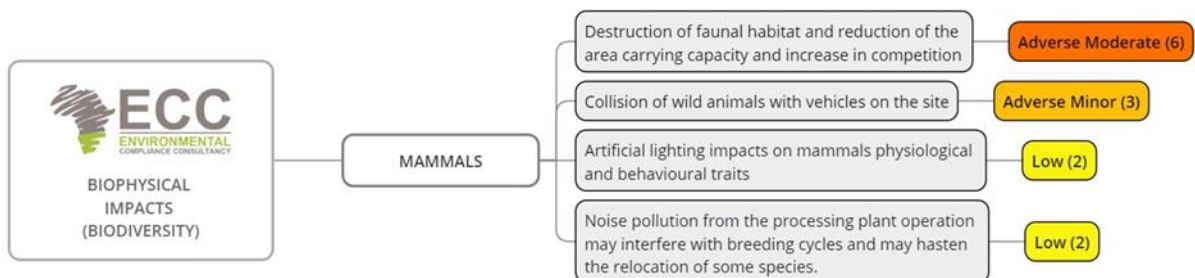 ECC
ENVIRONMENTAL
COMPLIANCE CONSULTANCY
BIOPHYSICAL
IMPACTS
(BIODIVERSITY)
MAMMALS
Destruction of faunal habitat and reduction of the
area carrying capacity and increase in competition
Adverse Moderate (6)
Collision of wild animals with vehicles on the site
Adverse Minor (3)
Artificial lighting impacts on mammals physiological
and behavioural traits
Low (2)
Noise pollution from the processing plant operation
may interfere with breeding cycles and may hasten
the relocation of some species.
Low (2)